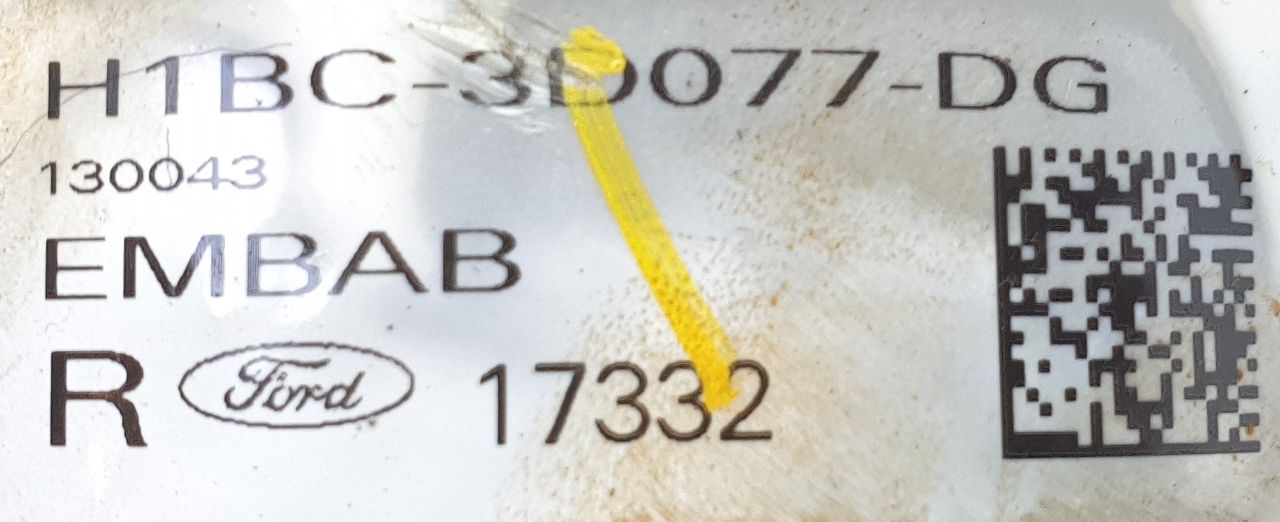 H1BC-3D077-DG
130043
EMBAB
R Ford 17332